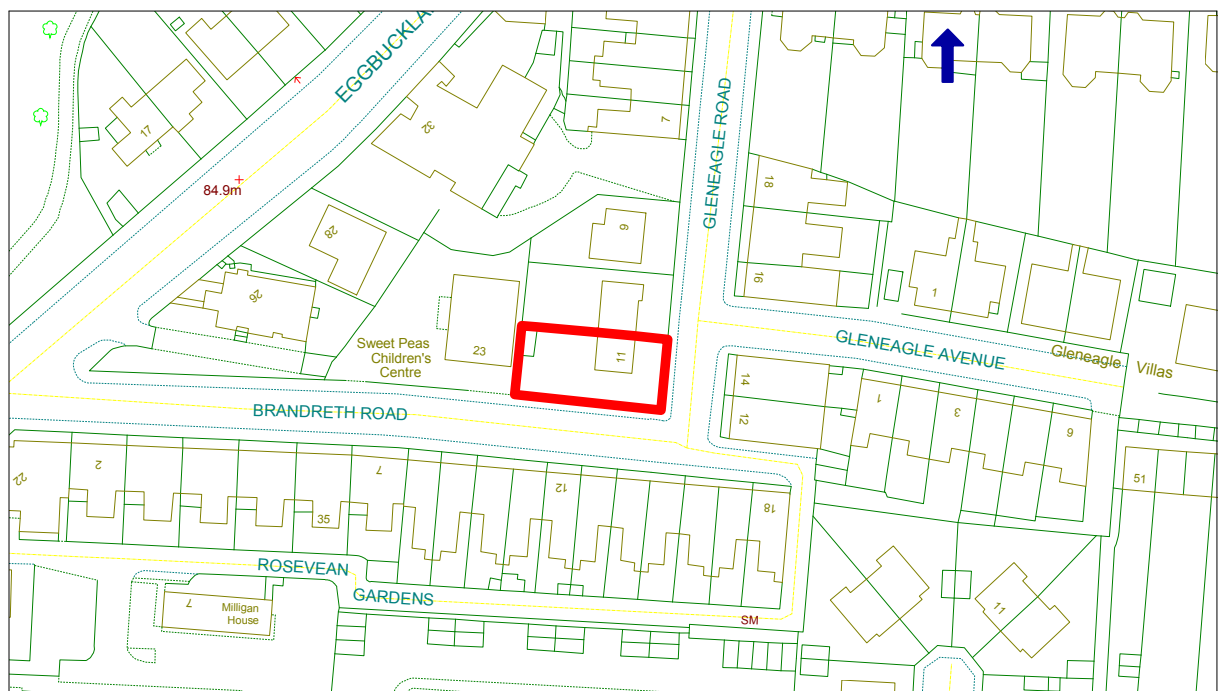 EGGBUCKLA
17
32
7
GLENEAGLE ROAD
18
84.9m
28
9
16
1
26
Sweet Peas
Children's
Centre
23
11
GLENEAGLE AVENUE
Gleneagle Villas
14
12
1
3
9
BRANDRETH ROAD
22
2
7
12
18
35
51
ROSEVEAN
GARDENS
7
Milligan
House
SM
11